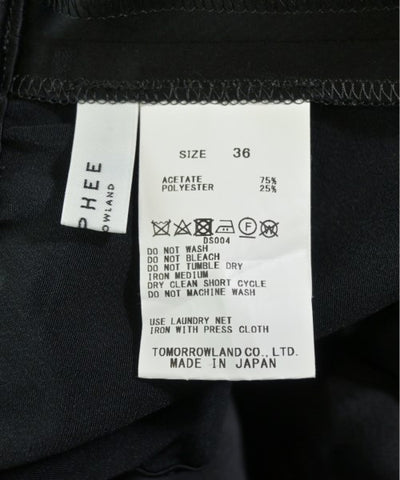 PHEE
OWLAND
SIZE 36
ACETATE 75%
POLYESTER 25%
DS004
DO NOT WASH
DO NOT BLEACH
DO NOT TUMBLE DRY
IRON MEDIUM
DRY CLEAN SHORT CYCLE
DO NOT MACHINE WASH
USE LAUNDRY NET
IRON WITH PRESS CLOTH
TOMORROWLAND CO., LTD.
MADE IN JAPAN